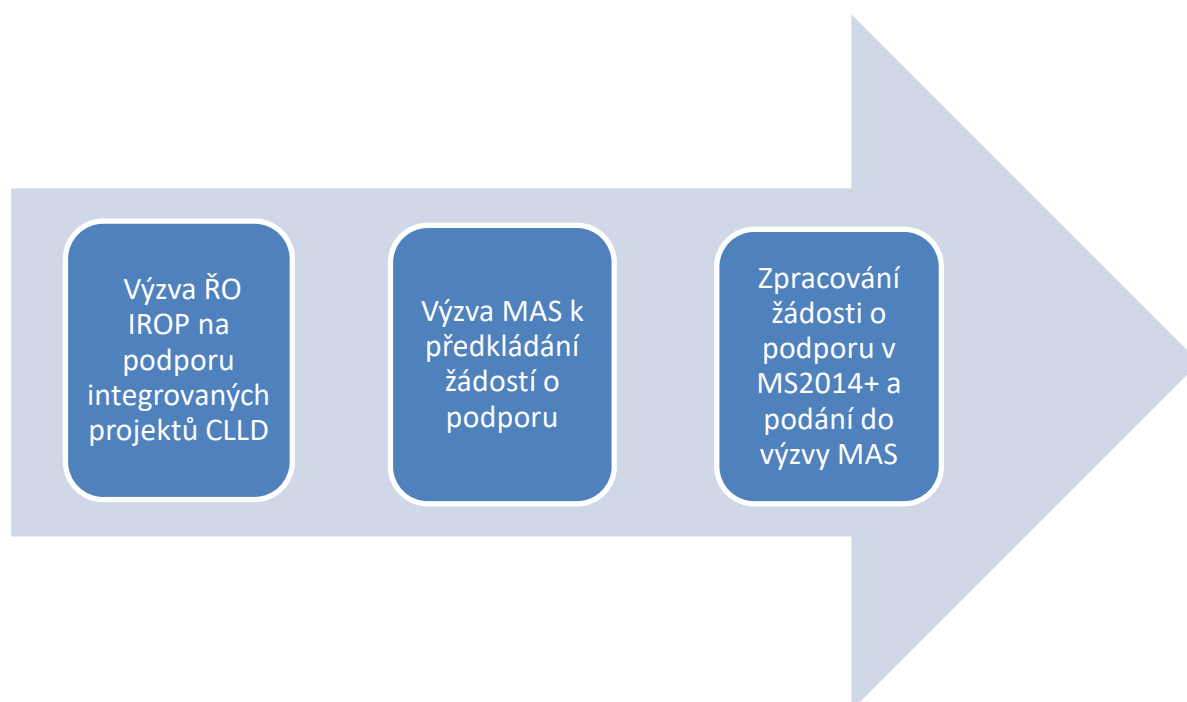 Výzva ŘO
IROP na
podporu
integrovaných
projektů CLLD
Výzva MAS k
předkládání
žádostí o
podporu
Zpracování
žádosti o
podporu v
MS2014+ a
podání do
výzvy MAS